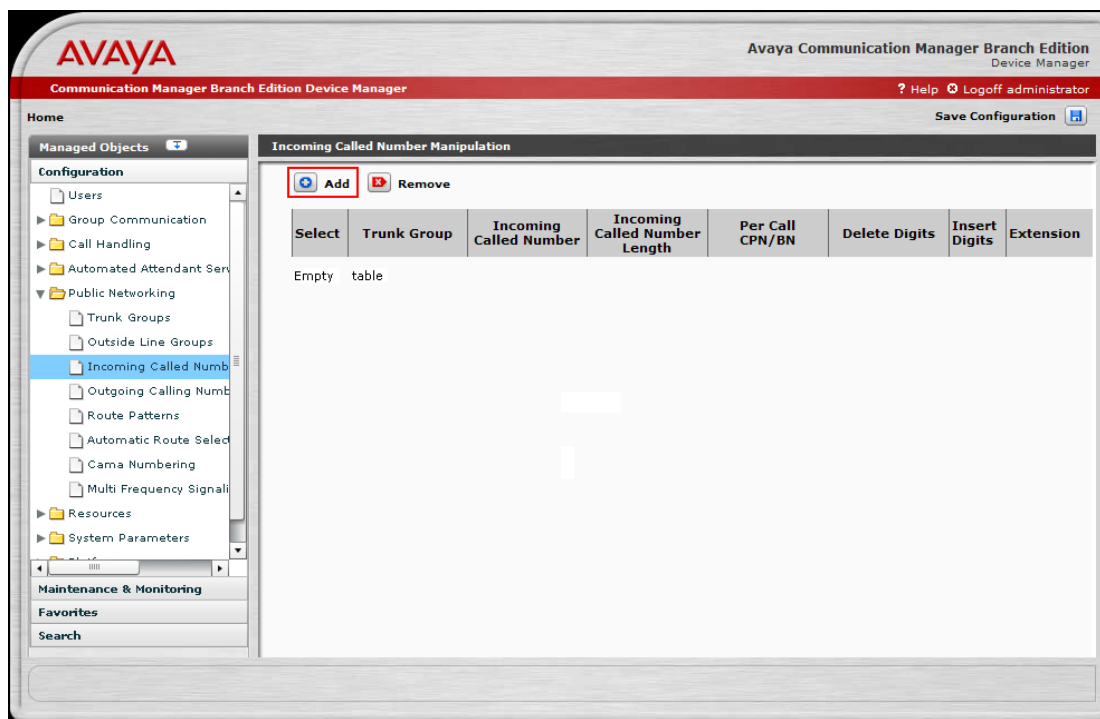 AVAYA
Avaya Communication Manager Branch Edition
Device Manager
Communication Manager Branch Edition Device Manager
? Help Logoff administrator
Home
Save Configuration
Managed Objects
Incoming Called Number Manipulation
Configuration
Users
Group Communication
Call Handling
Automated Attendant Serv
Public Networking
Trunk Groups
Outside Line Groups
Incoming Called Numb
Outgoing Calling Numb
Route Patterns
Automatic Route Select
Cama Numbering
Multi Frequency Signali
Resources
System Parameters
Maintenance & Monitoring
Favorites
Search
Add Remove
Select Trunk Group Incoming Called Number Incoming Called Number Length Per Call CPN/BN Delete Digits Insert Digits Extension
Empty table